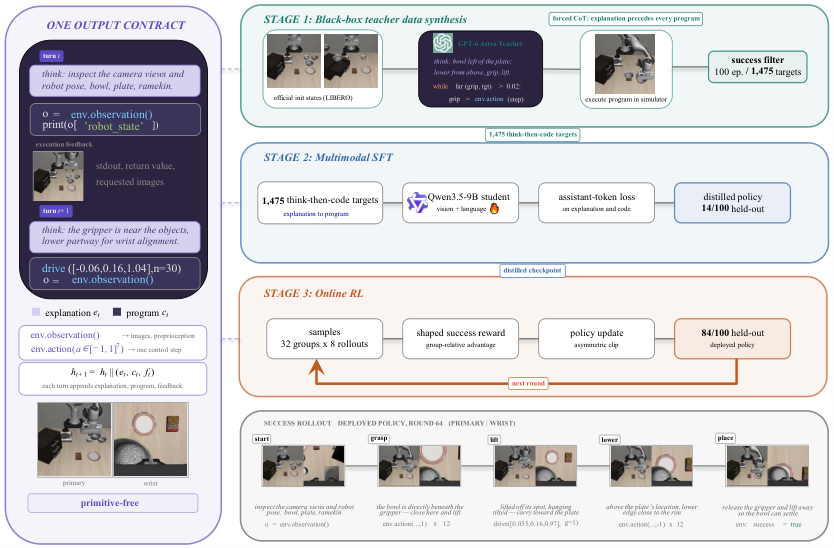 ONE OUTPUT CONTRACT
turn t
think: inspect the camera views and
robot pose, bowl, plate, ramekin.
o = env.observation()
print(o[ 'robot_state' ])
execution feedback
stdout, return value,
requested images
turn t+1
think: the gripper is near the objects,
lower partway for wrist alignment.
drive ([-0.06,0.16,1.04],n=30)
o = env.observation()
explanation e_t program c_t
env.observation() → images, proprioception
env.action(a ∈ [−1, 1]⁷) → one control step
h_{t+1} = h_t ∥ (e_t, c_t, f_t)
each turn appends explanation, program, feedback
primary wrist
primitive-free
STAGE 1: Black-box teacher data synthesis
forced CoT: explanation precedes every program
official init states (LIBERO)
GPT-6 Astra Teacher
think: bowl left of the plate;
lower from above, grip, lift.
while far (grip, tgt) > 0.02:
grip = env.action (step)
execute program in simulator
success filter
100 ep. / 1,475 targets
1,475 think-then-code targets
STAGE 2: Multimodal SFT
1,475 think-then-code targets
explanation to program
Qwen3.5-9B student
vision + language
assistant-token loss
on explanation and code
distilled policy
14/100 held-out
distilled checkpoint
STAGE 3: Online RL
samples
32 groups x 8 rollouts
shaped success reward
group-relative advantage
policy update
asymmetric clip
84/100 held-out
deployed policy
next round
SUCCESS ROLLOUT DEPLOYED POLICY, ROUND 64 (PRIMARY | WRIST)
start
grasp
lift
lower
place
inspect the camera views and robot
pose: bowl, plate, ramekin
o = env.observation()
the bowl is directly beneath the
gripper — close here and lift
env.action(...,1) x 12
lifted off its spot, hanging
tilted — carry toward the plate
drive([0.055,0.16,0.97],
above the plate's location, lower
edge close to the rim
env.action(...,-1) x 12
release the gripper and lift away
so the bowl can settle
env: success = true